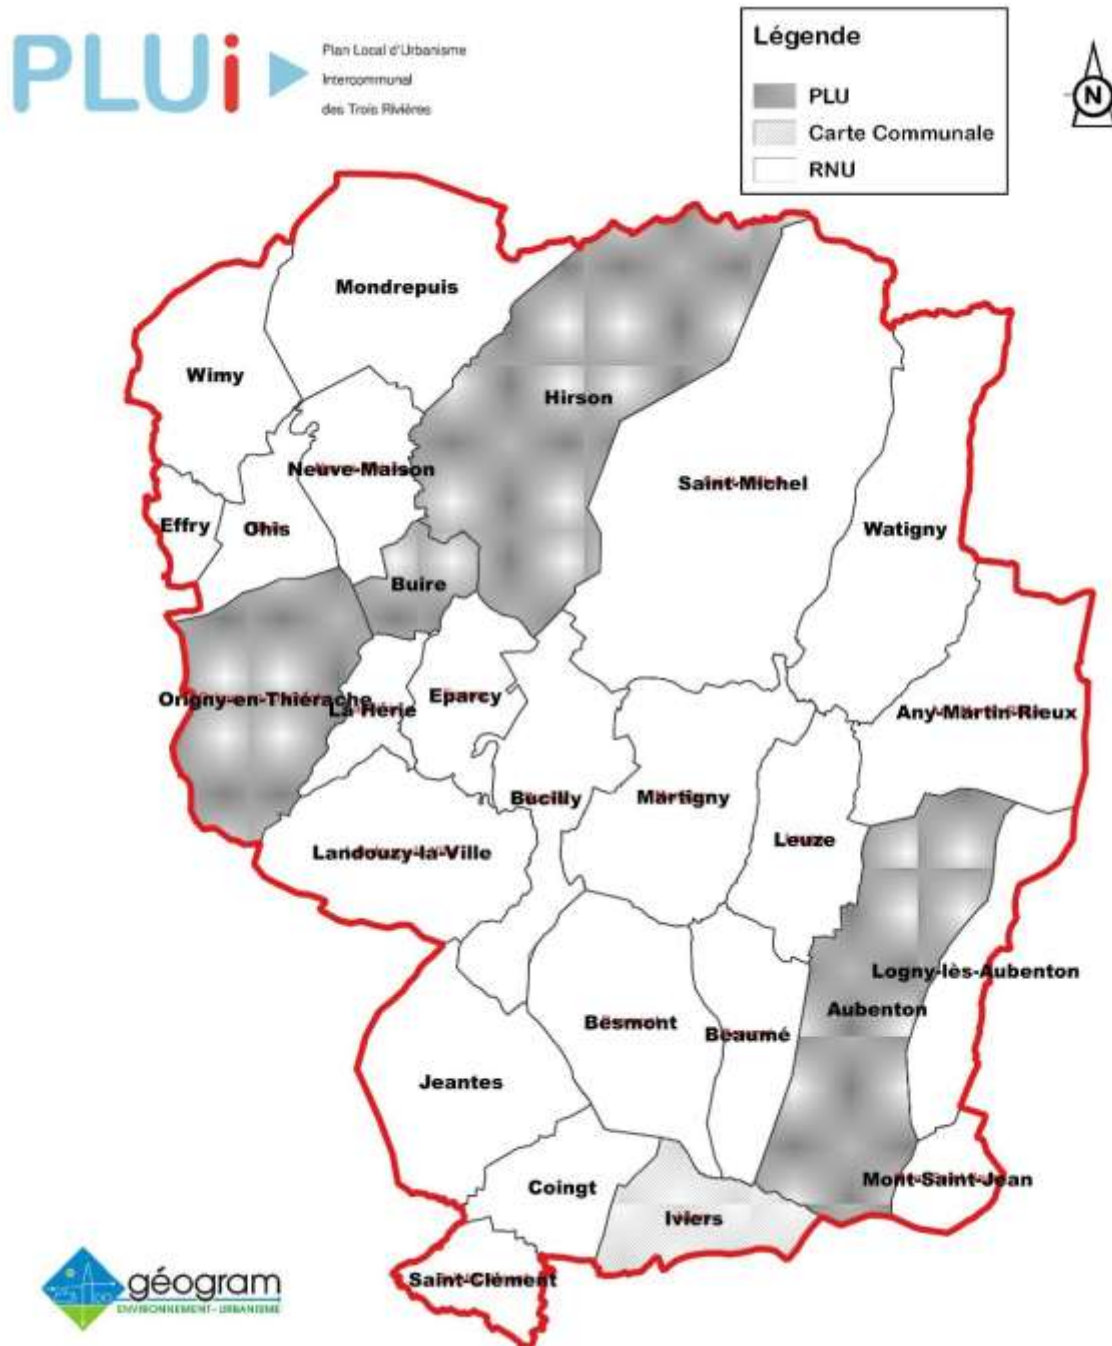 PLUi
Plan Local d'Urbanisme
Intercommunal
des Trois Rivières
Légende
PLU
Carte Communale
RNU
N
Mondrepuis
Wimy
Hirson
Neuve-Maison
Saint-Michel
Effry
Ohis
Watigny
Buire
Origny-en-Thiérache
La Hérie
Eparcy
Any-Martin-Rieux
Bucilly
Martigny
Leuze
Landouzy-la-Ville
Logny-lès-Aubenton
Aubenton
Besmont
Beaumé
Jeantes
Coingt
Mont-Saint-Jean
Iviers
Saint-Clément
géogram
ENVIRONNEMENT-URBANISME